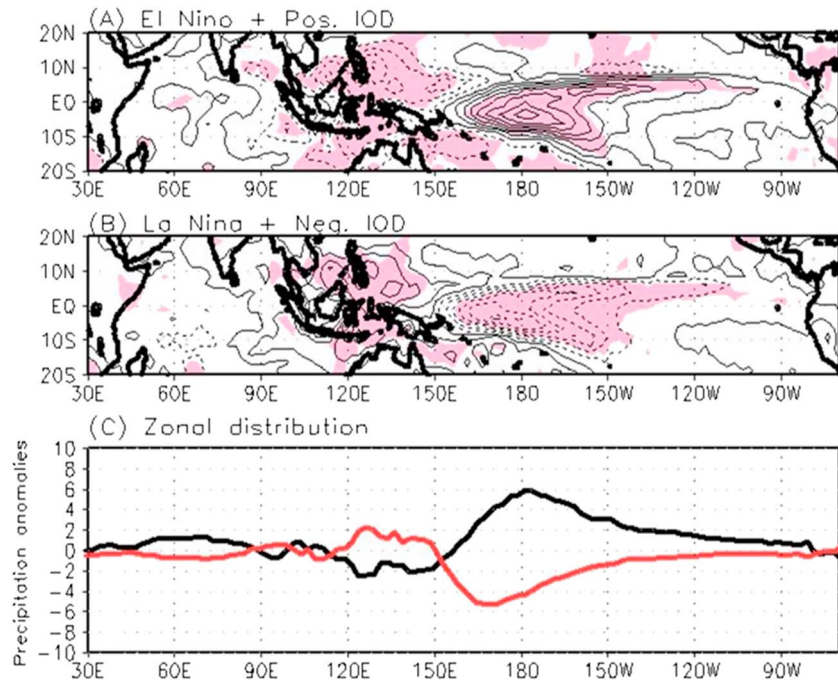 (A) El Nino + Pos. IOD
20N
10N
EQ
10S
20S
30E 60E 90E 120E 150E 180 150W 120W 90W
(B) La Nina + Neg. IOD
20N
10N
EQ
10S
20S
30E 60E 90E 120E 150E 180 150W 120W 90W
(C) Zonal distribution
Precipitation anomalies
10
8
6
4
2
0
-2
-4
-6
-8
-10
30E 60E 90E 120E 150E 180 150W 120W 90W